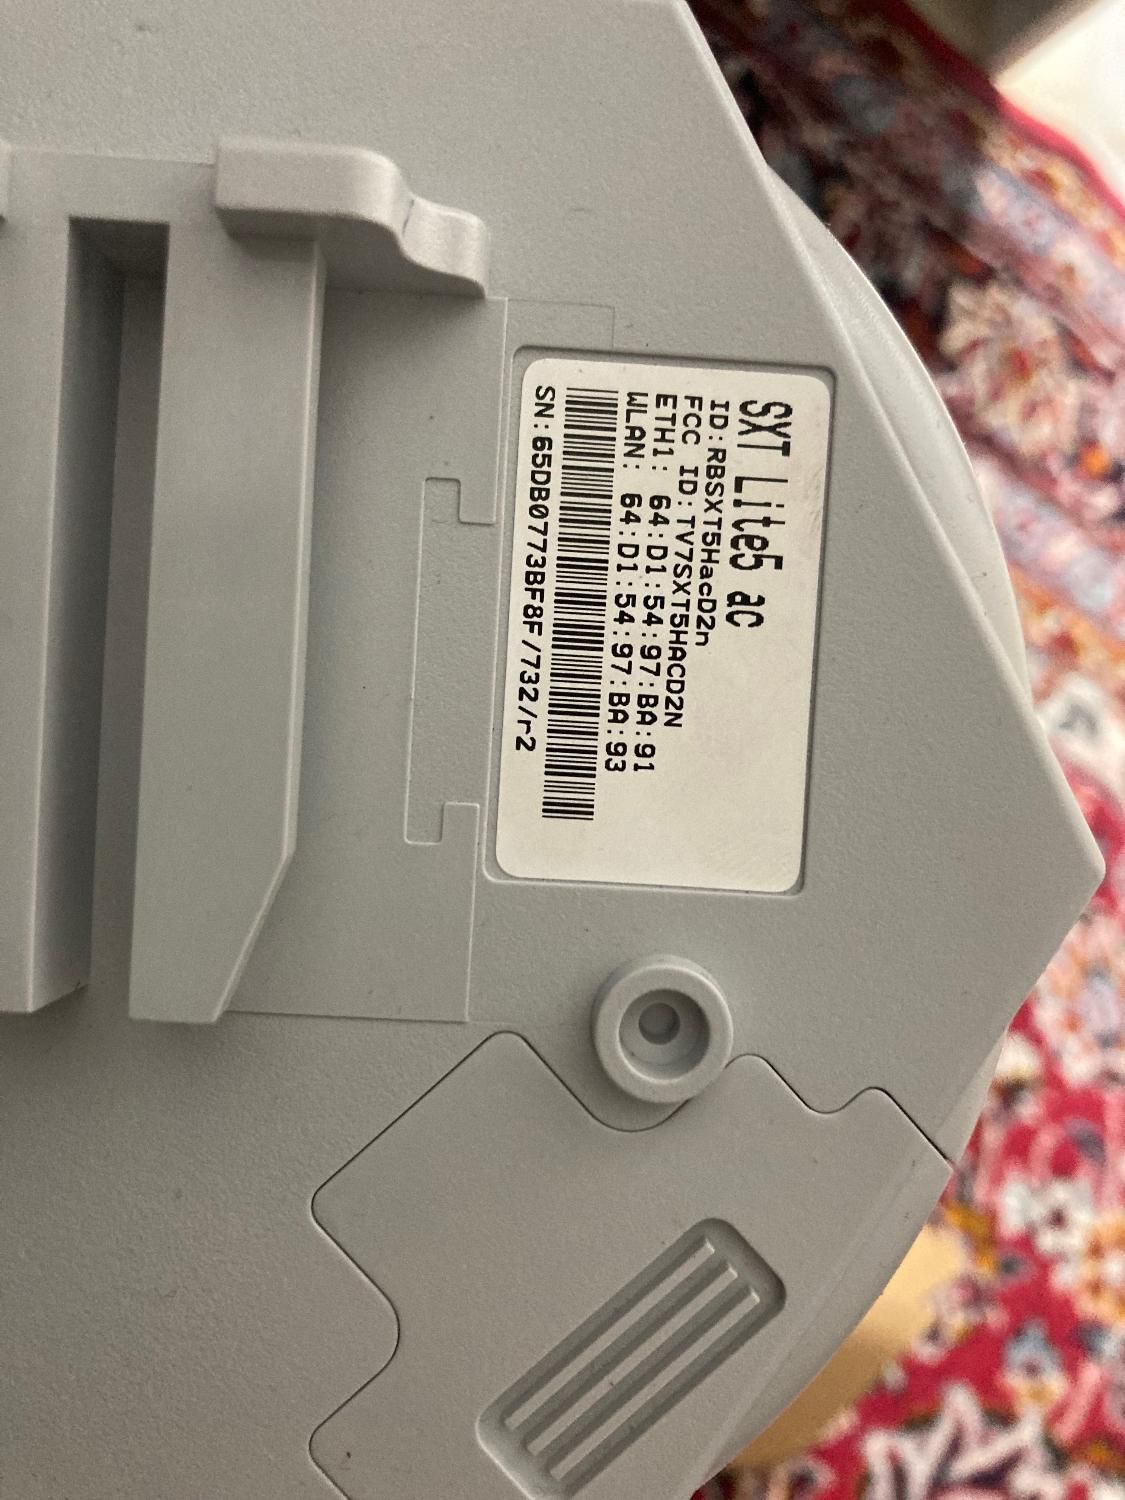 SXT Lite5 ac
ID:RBSXT5HacD2n
FCC ID:TV7SXT5HACD2N
ETH1: 64:D1:54:97:BA:91
WLAN: 64:D1:54:97:BA:93
SN:65DB0773BF8F/732/r2